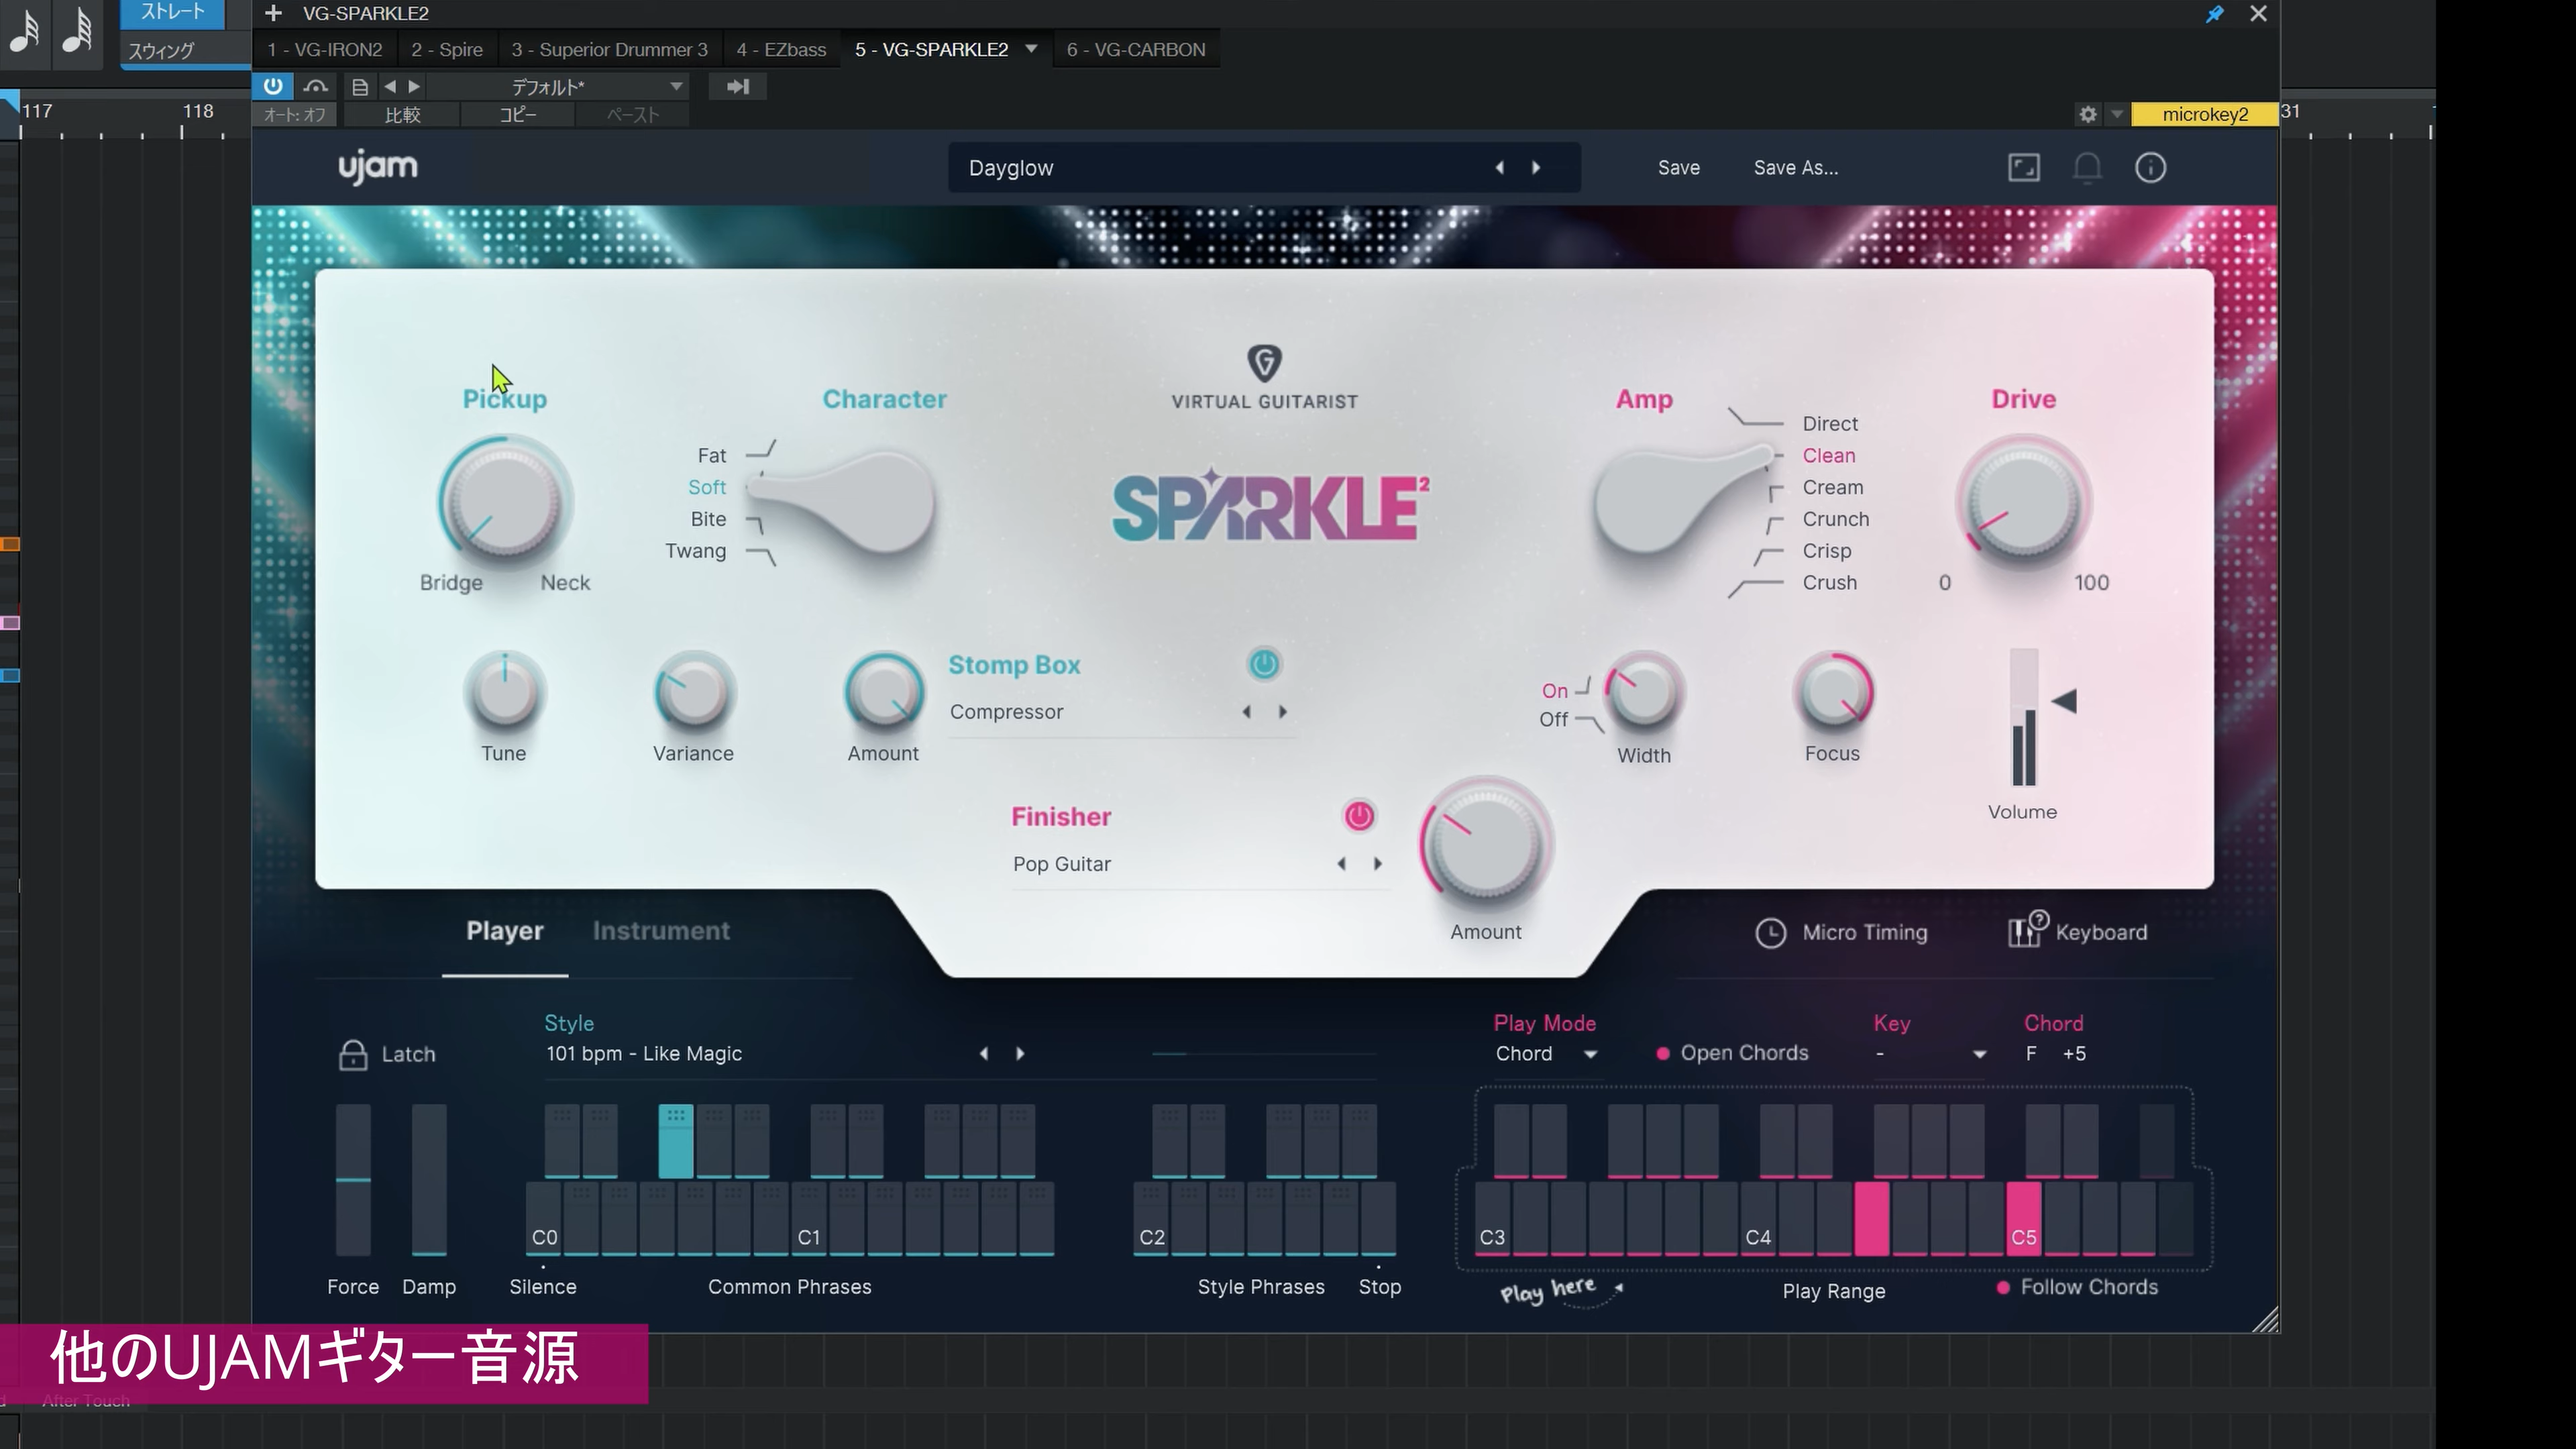 ストレート
スウィング
VG-SPARKLE2
1 - VG-IRON2
2 - Spire
3 - Superior Drummer 3
4 - EZbass
5 - VG-SPARKLE2
6 - VG-CARBON
デフォルト*
オート: オフ
比較
コピー
ペースト
microkey2
117
118
31
ujam
Dayglow
Save
Save As...
Pickup
Bridge
Neck
Character
Fat
Soft
Bite
Twang
VIRTUAL GUITARIST
SPARKLE²
Amp
Direct
Clean
Cream
Crunch
Crisp
Crush
Drive
0
100
Tune
Variance
Amount
Stomp Box
Compressor
On
Off
Width
Focus
Volume
Finisher
Pop Guitar
Amount
Player
Instrument
Micro Timing
Keyboard
Latch
Style
101 bpm - Like Magic
Play Mode
Chord
Open Chords
Key
-
Chord
F +5
C0
C1
C2
C3
C4
C5
Force
Damp
Silence
Common Phrases
Style Phrases
Stop
Play here
Play Range
Follow Chords
他のUJAMギター音源
After Touch